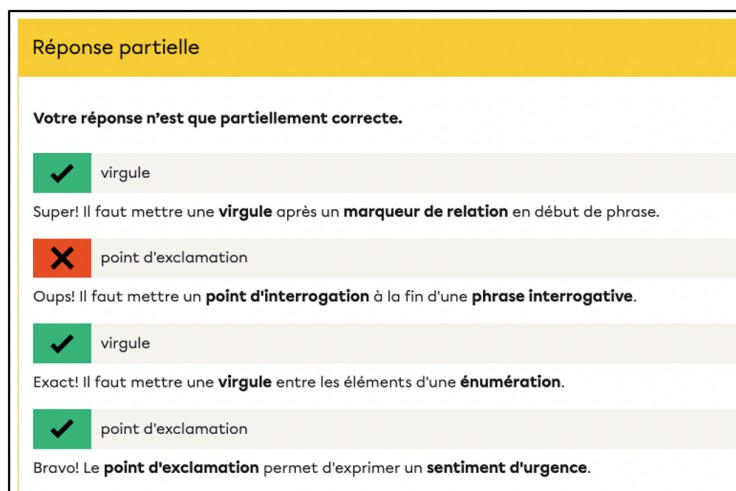 Réponse partielle
Votre réponse n'est que partiellement correcte.
virgule
Super! Il faut mettre une virgule après un marqueur de relation en début de phrase.
point d'exclamation
Oups! Il faut mettre un point d'interrogation à la fin d'une phrase interrogative.
virgule
Exact! Il faut mettre une virgule entre les éléments d'une énumération.
point d'exclamation
Bravo! Le point d'exclamation permet d'exprimer un sentiment d'urgence.